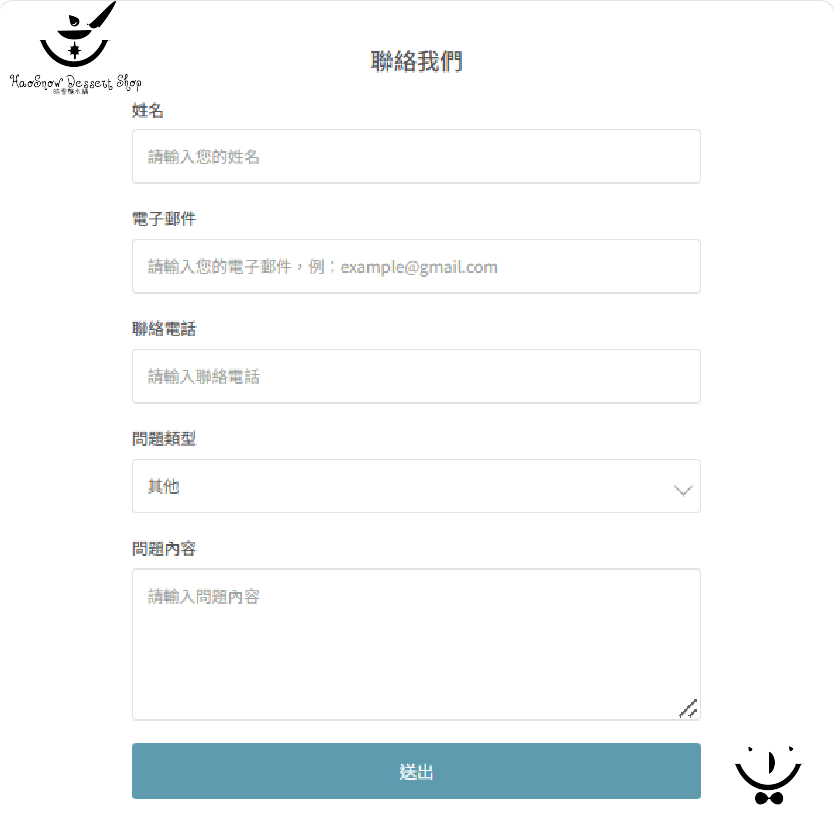 聯絡我們
HaoSnow Dessert Shop
姓名
請輸入您的姓名
電子郵件
請輸入您的電子郵件，例：example@gmail.com
聯絡電話
請輸入聯絡電話
問題類型
其他
問題內容
請輸入問題內容
送出